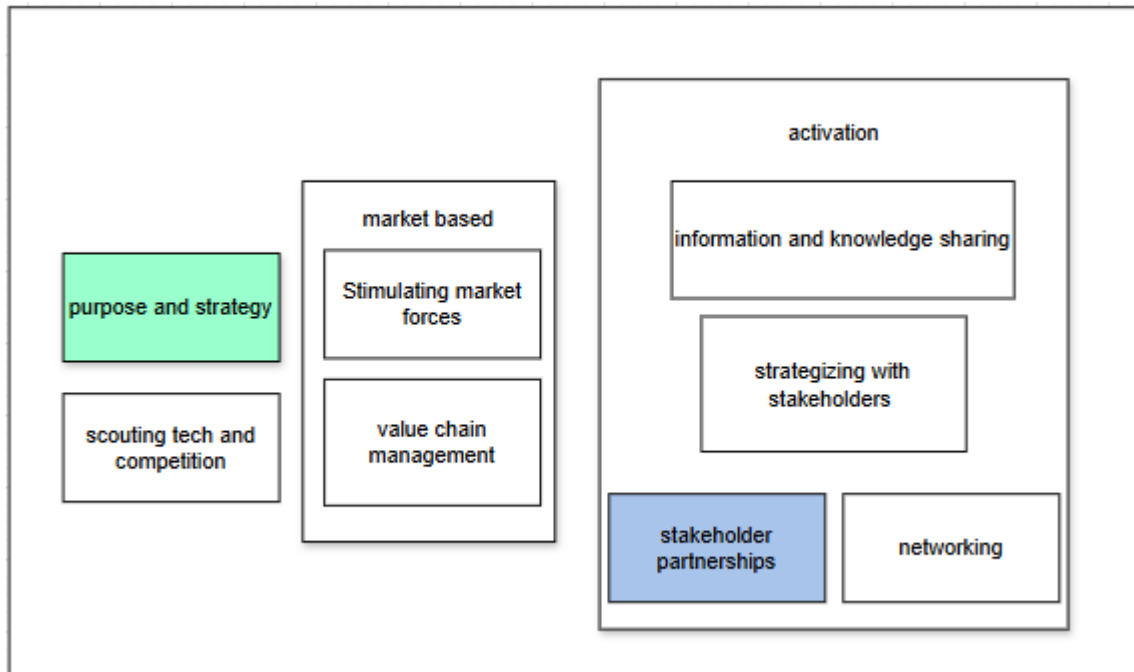 purpose and strategy
scouting tech and
competition
market based
Stimulating market
forces
value chain
management
activation
information and knowledge sharing
strategizing with
stakeholders
stakeholder
partnerships
networking